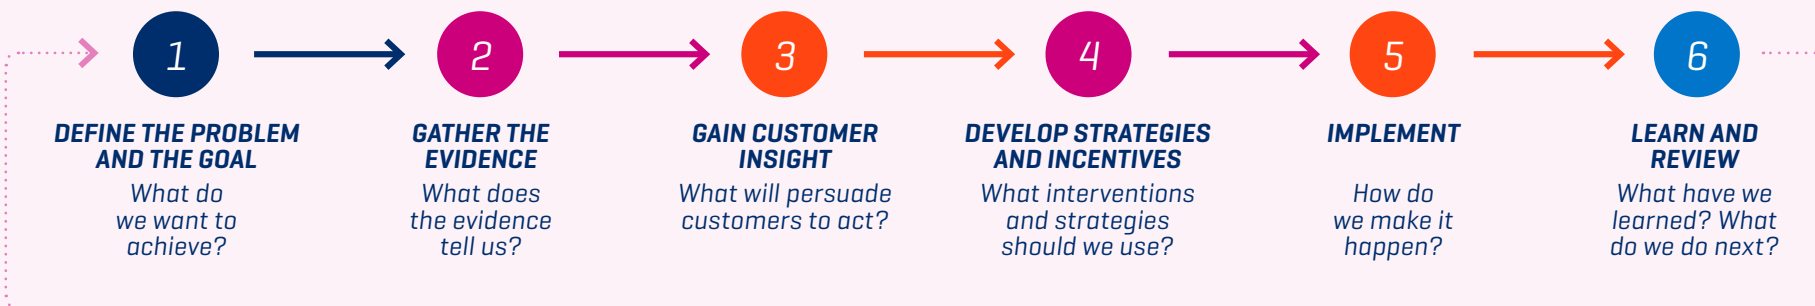 1
DEFINE THE PROBLEM
AND THE GOAL
What do
we want to
achieve?
2
GATHER THE
EVIDENCE
What does
the evidence
tell us?
3
GAIN CUSTOMER
INSIGHT
What will persuade
customers to act?
4
DEVELOP STRATEGIES
AND INCENTIVES
What interventions
and strategies
should we use?
5
IMPLEMENT
How do
we make it
happen?
6
LEARN AND
REVIEW
What have we
learned? What
do we do next?